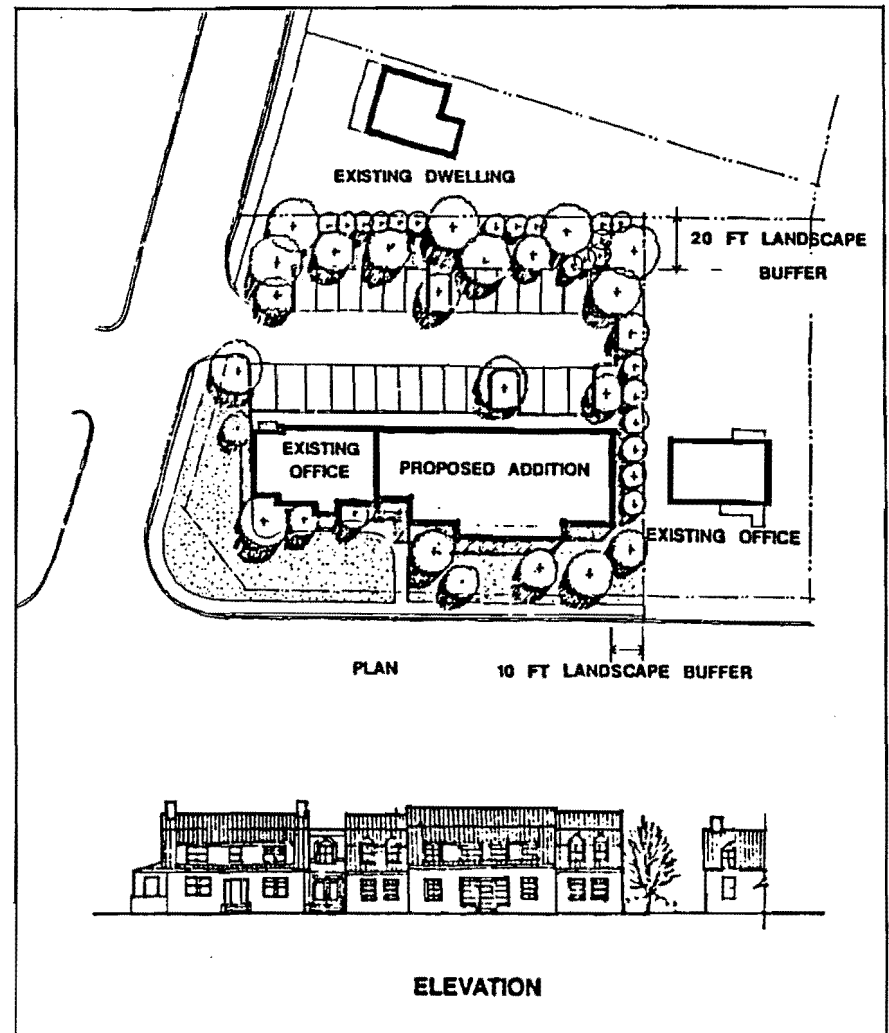 EXISTING DWELLING
20 FT LANDSCAPE
BUFFER
EXISTING
OFFICE
PROPOSED ADDITION
EXISTING OFFICE
PLAN
10 FT LANDSCAPE BUFFER
ELEVATION